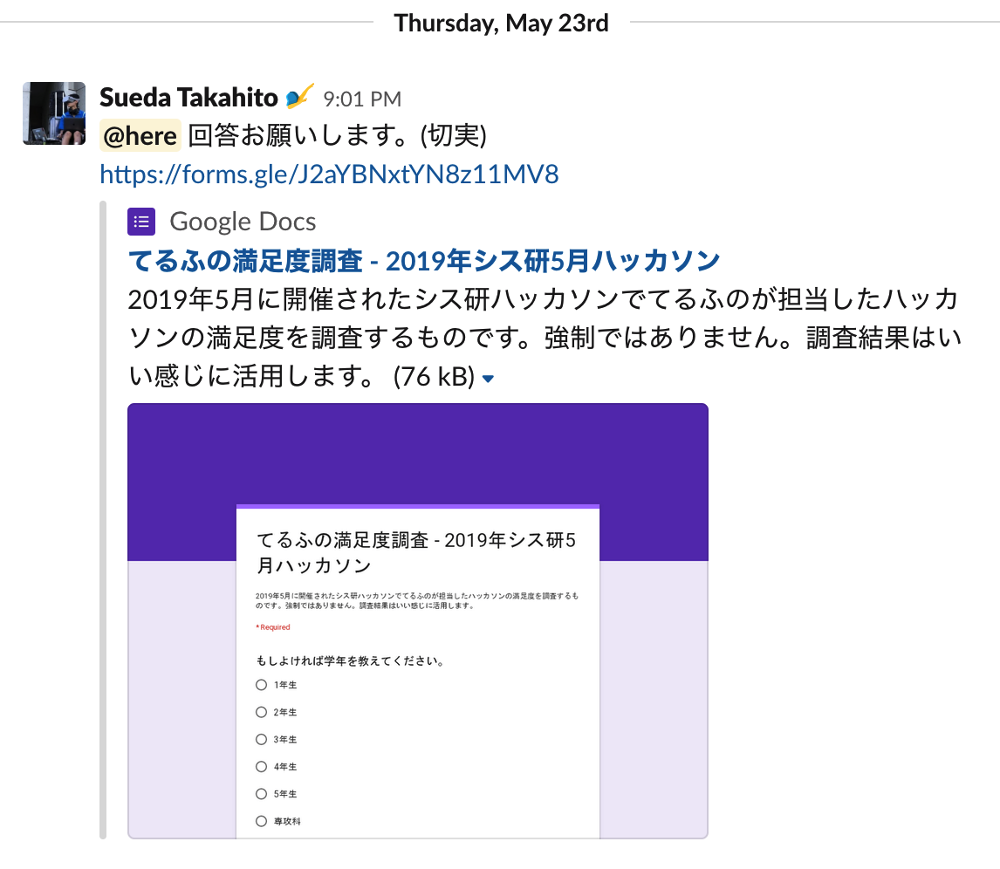 Thursday, May 23rd
Sueda Takahito 9:01 PM
@here 回答お願いします。(切実)
https://forms.gle/J2aYBNxtYN8z11MV8
Google Docs
てるふの満足度調査 - 2019年シス研5月ハッカソン
2019年5月に開催されたシス研ハッカソンでてるふのが担当したハッカ
ソンの満足度を調査するものです。強制ではありません。調査結果はい
い感じに活用します。 (76 kB)
てるふの満足度調査 - 2019年シス研5
月ハッカソン
2019年5月に開催されたシス研ハッカソンでてるふのが担当したハッカソンの満足度を調査するも
のです。強制ではありません。調査結果はいい感じに活用します。
* Required
もしよければ学年を教えてください。
1年生
2年生
3年生
4年生
5年生
専攻科